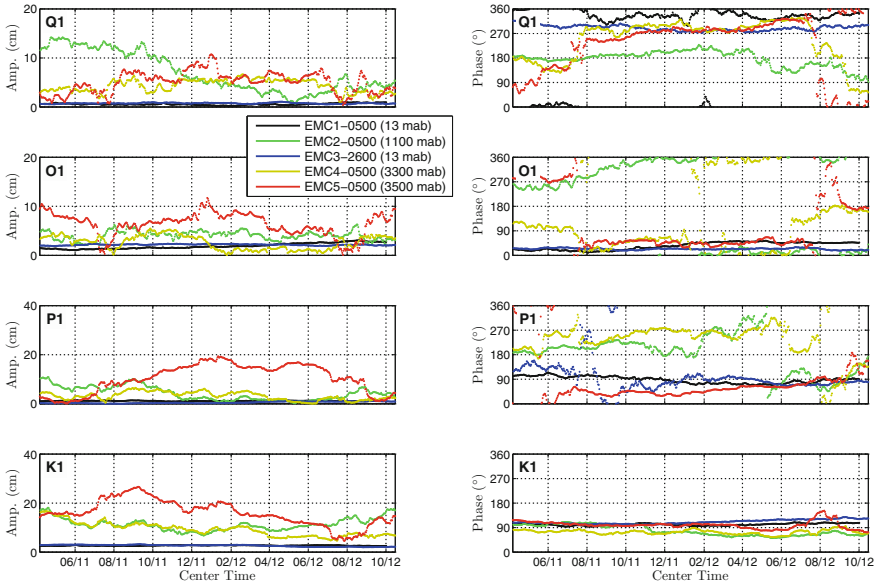 Q1
Amp. (cm)
20
10
0
Q1
Phase (°)
360
270
180
90
0
EMC1−0500 (13 mab)
EMC2−0500 (1100 mab)
EMC3−2600 (13 mab)
EMC4−0500 (3300 mab)
EMC5−0500 (3500 mab)
O1
Amp. (cm)
20
10
0
O1
Phase (°)
360
270
180
90
0
P1
Amp. (cm)
40
20
0
P1
Phase (°)
360
270
180
90
0
K1
Amp. (cm)
40
20
0
06/11 08/11 10/11 12/11 02/12 04/12 06/12 08/12 10/12
Center Time
K1
Phase (°)
360
270
180
90
0
06/11 08/11 10/11 12/11 02/12 04/12 06/12 08/12 10/12
Center Time